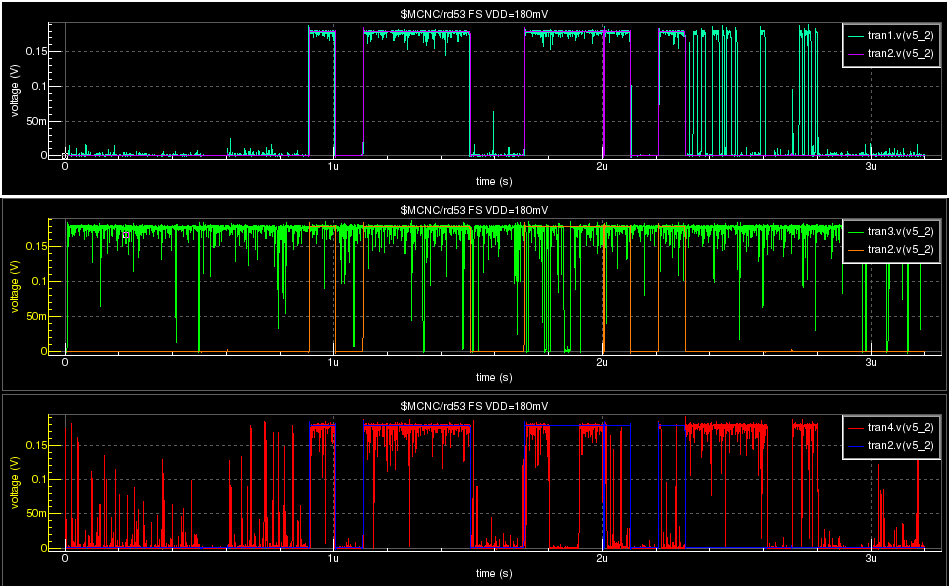 $MCNC/rd53 FS VDD=180mV
tran1.v(v5_2)
tran2.v(v5_2)
0.15
0.1
50m
0
voltage (V)
0 1u 2u 3u
time (s)
$MCNC/rd53 FS VDD=180mV
tran3.v(v5_2)
tran2.v(v5_2)
0.15
0.1
50m
0
voltage (V)
0 1u 2u 3u
time (s)
$MCNC/rd53 FS VDD=180mV
tran4.v(v5_2)
tran2.v(v5_2)
0.15
0.1
50m
0
voltage (V)
0 1u 2u 3u
time (s)